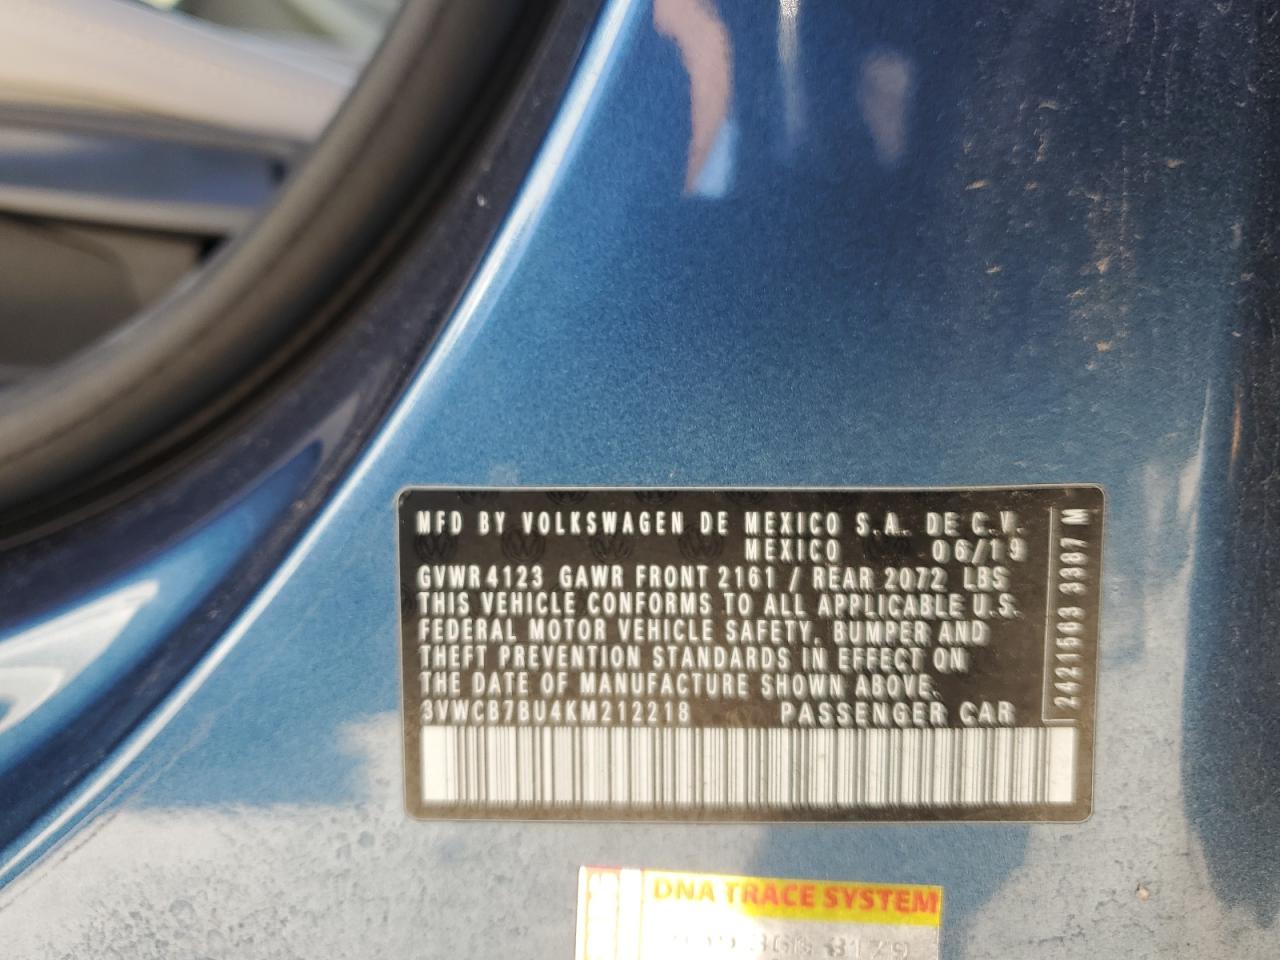 MFD BY VOLKSWAGEN DE MEXICO S.A. DE C.V.
MEXICO 06/19
GVWR 4123 GAWR FRONT 2161 / REAR 2072 LBS
THIS VEHICLE CONFORMS TO ALL APPLICABLE U.S.
FEDERAL MOTOR VEHICLE SAFETY, BUMPER AND
THEFT PREVENTION STANDARDS IN EFFECT ON
THE DATE OF MANUFACTURE SHOWN ABOVE.
3VWCB7BU4KM212218 PASSENGER CAR
2421563 3387 M
DNA TRACE SYSTEM